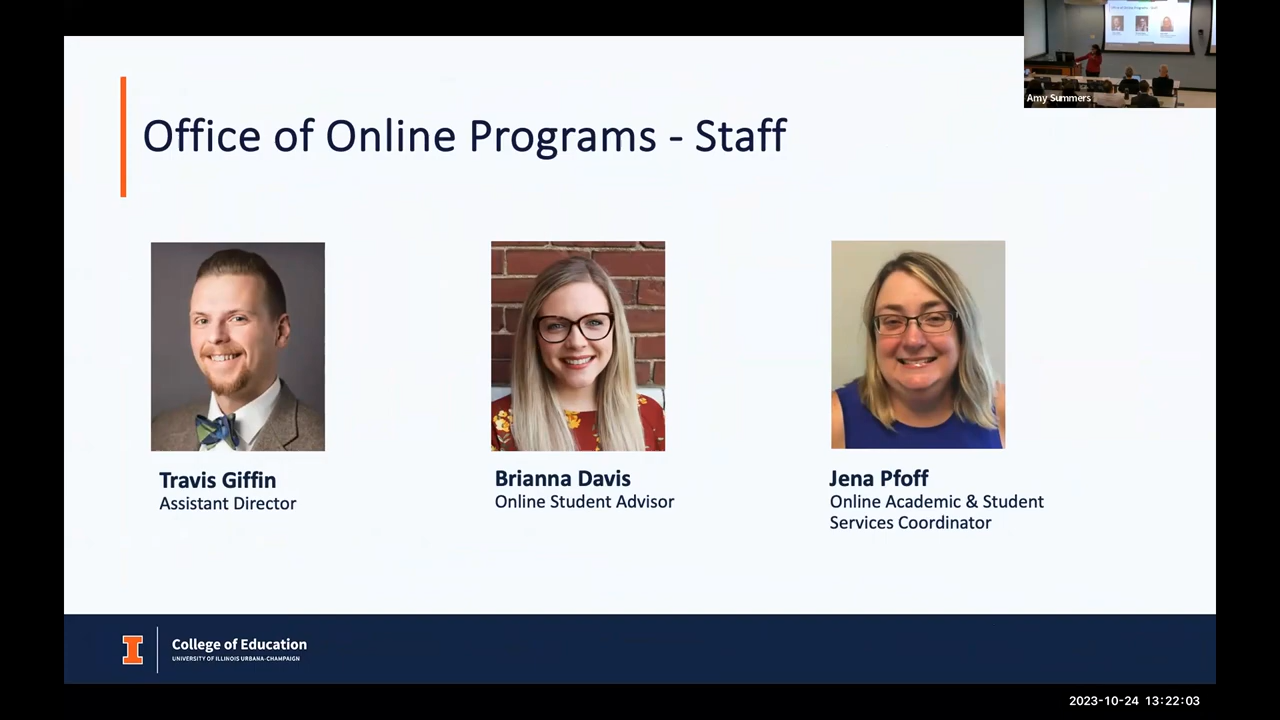 Office of Online Programs - Staff
Amy Summers
Travis Giffin
Assistant Director
Brianna Davis
Online Student Advisor
Jena Pfoff
Online Academic & Student
Services Coordinator
I
College of Education
UNIVERSITY OF ILLINOIS URBANA-CHAMPAIGN
2023-10-24 13:22:03